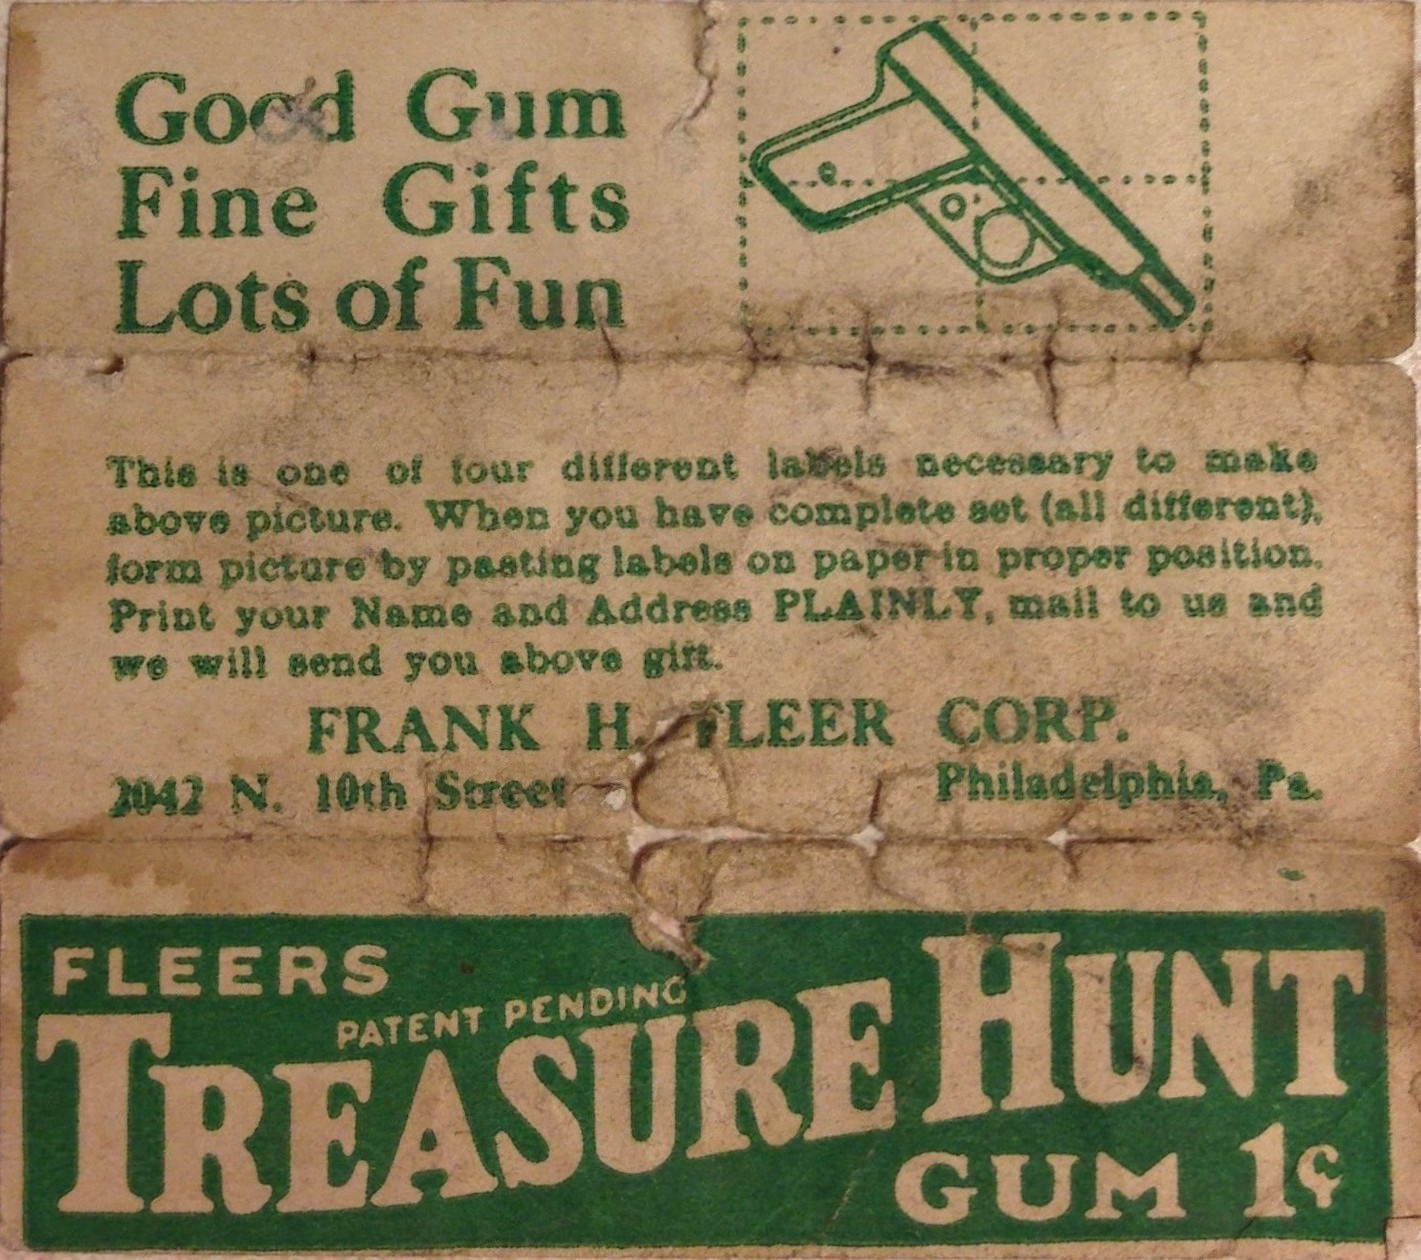 Good Gum
Fine Gifts
Lots of Fun
This is one of four different labels necessary to make
above picture. When you have complete set (all different),
form picture by pasting labels on paper in proper position.
Print your Name and Address PLAINLY, mail to us and
we will send you above gift.
FRANK H. FLEER CORP.
2042 N. 10th Street Philadelphia, Pa.
FLEERS
PATENT PENDING
TREASURE HUNT
GUM 1¢